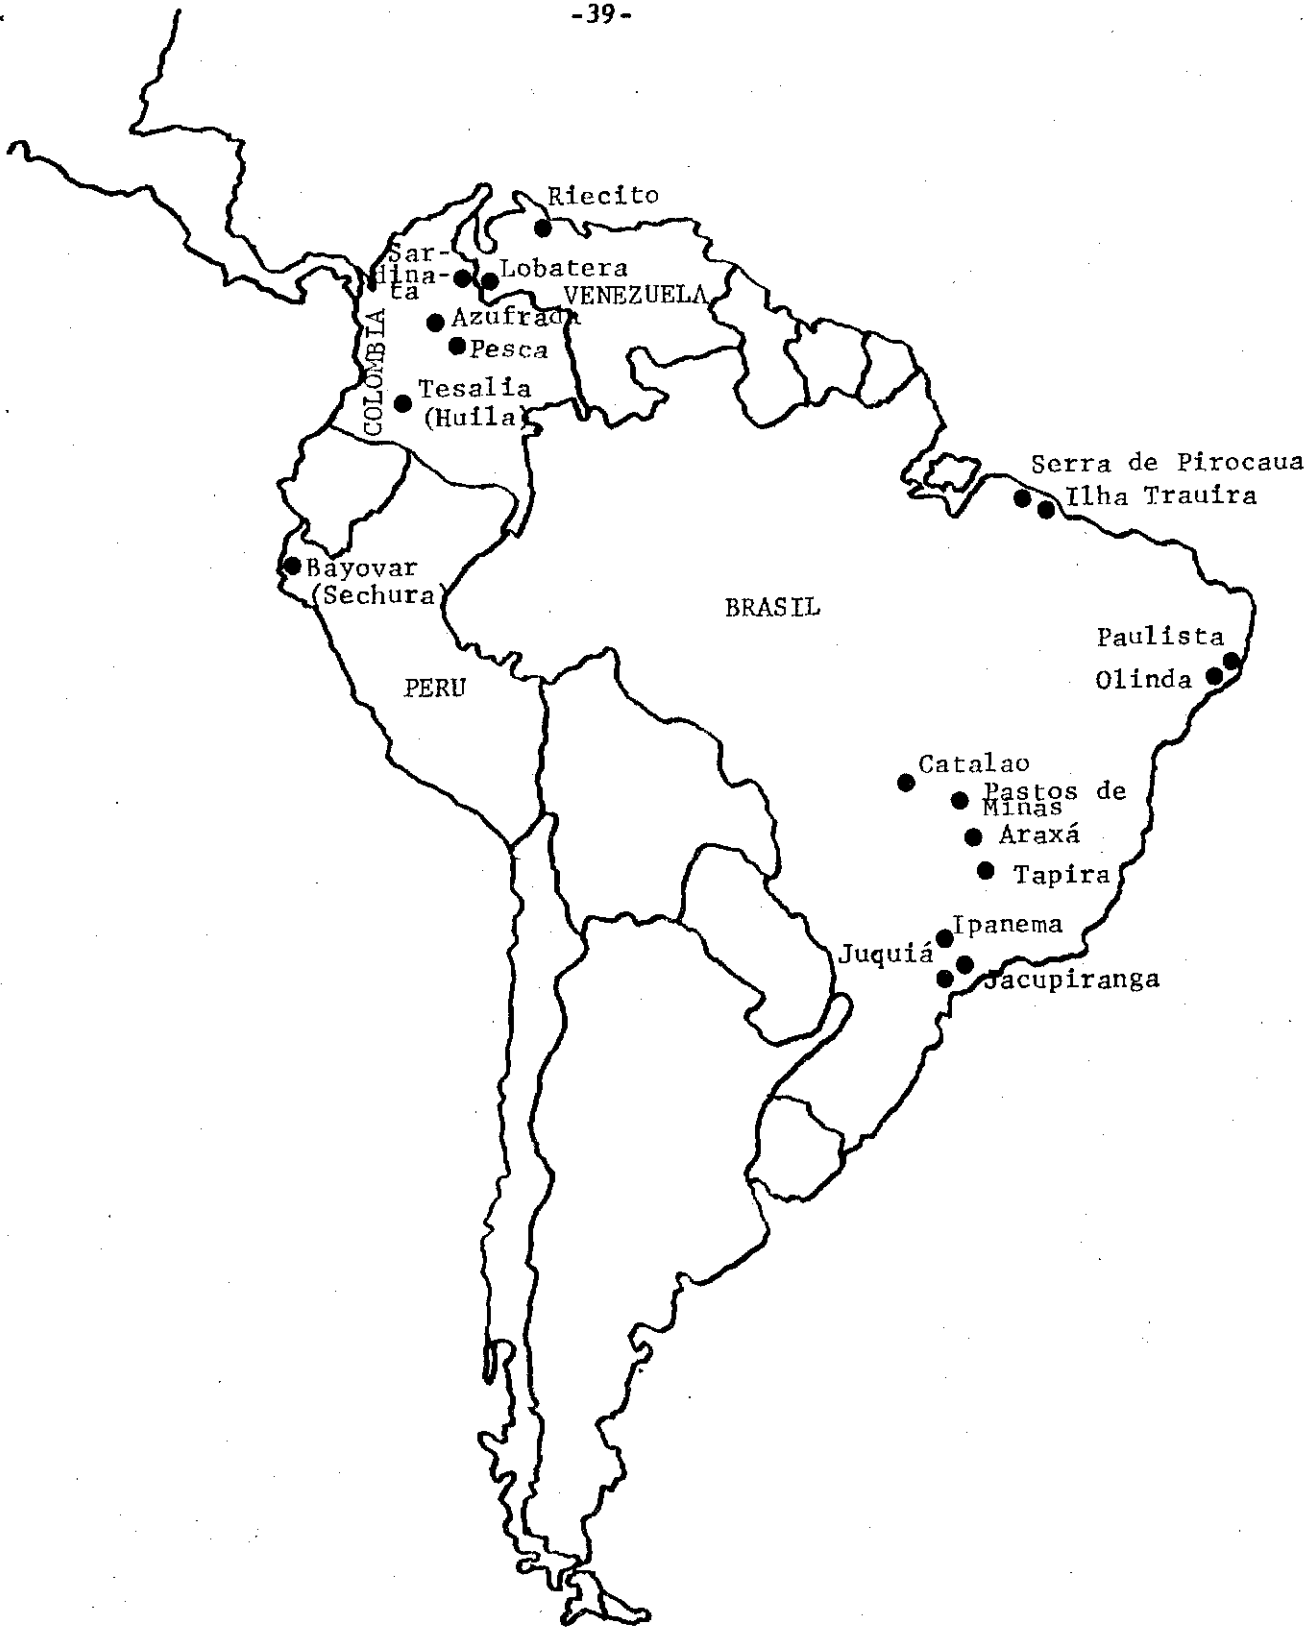 -39-
Riecito
Sar-
dina-
ta
Lobatera
VENEZUELA
Azufrada
Pesca
COLOMBIA
Tesalia
(Huila)
Serra de Pirocaua
Ilha Trauira
Bayovar
(Sechura)
BRASIL
Paulista
Olinda
PERU
Catalao
Pastos de
Minas
Araxá
Tapira
Ipanema
Juquiá
Jacupiranga